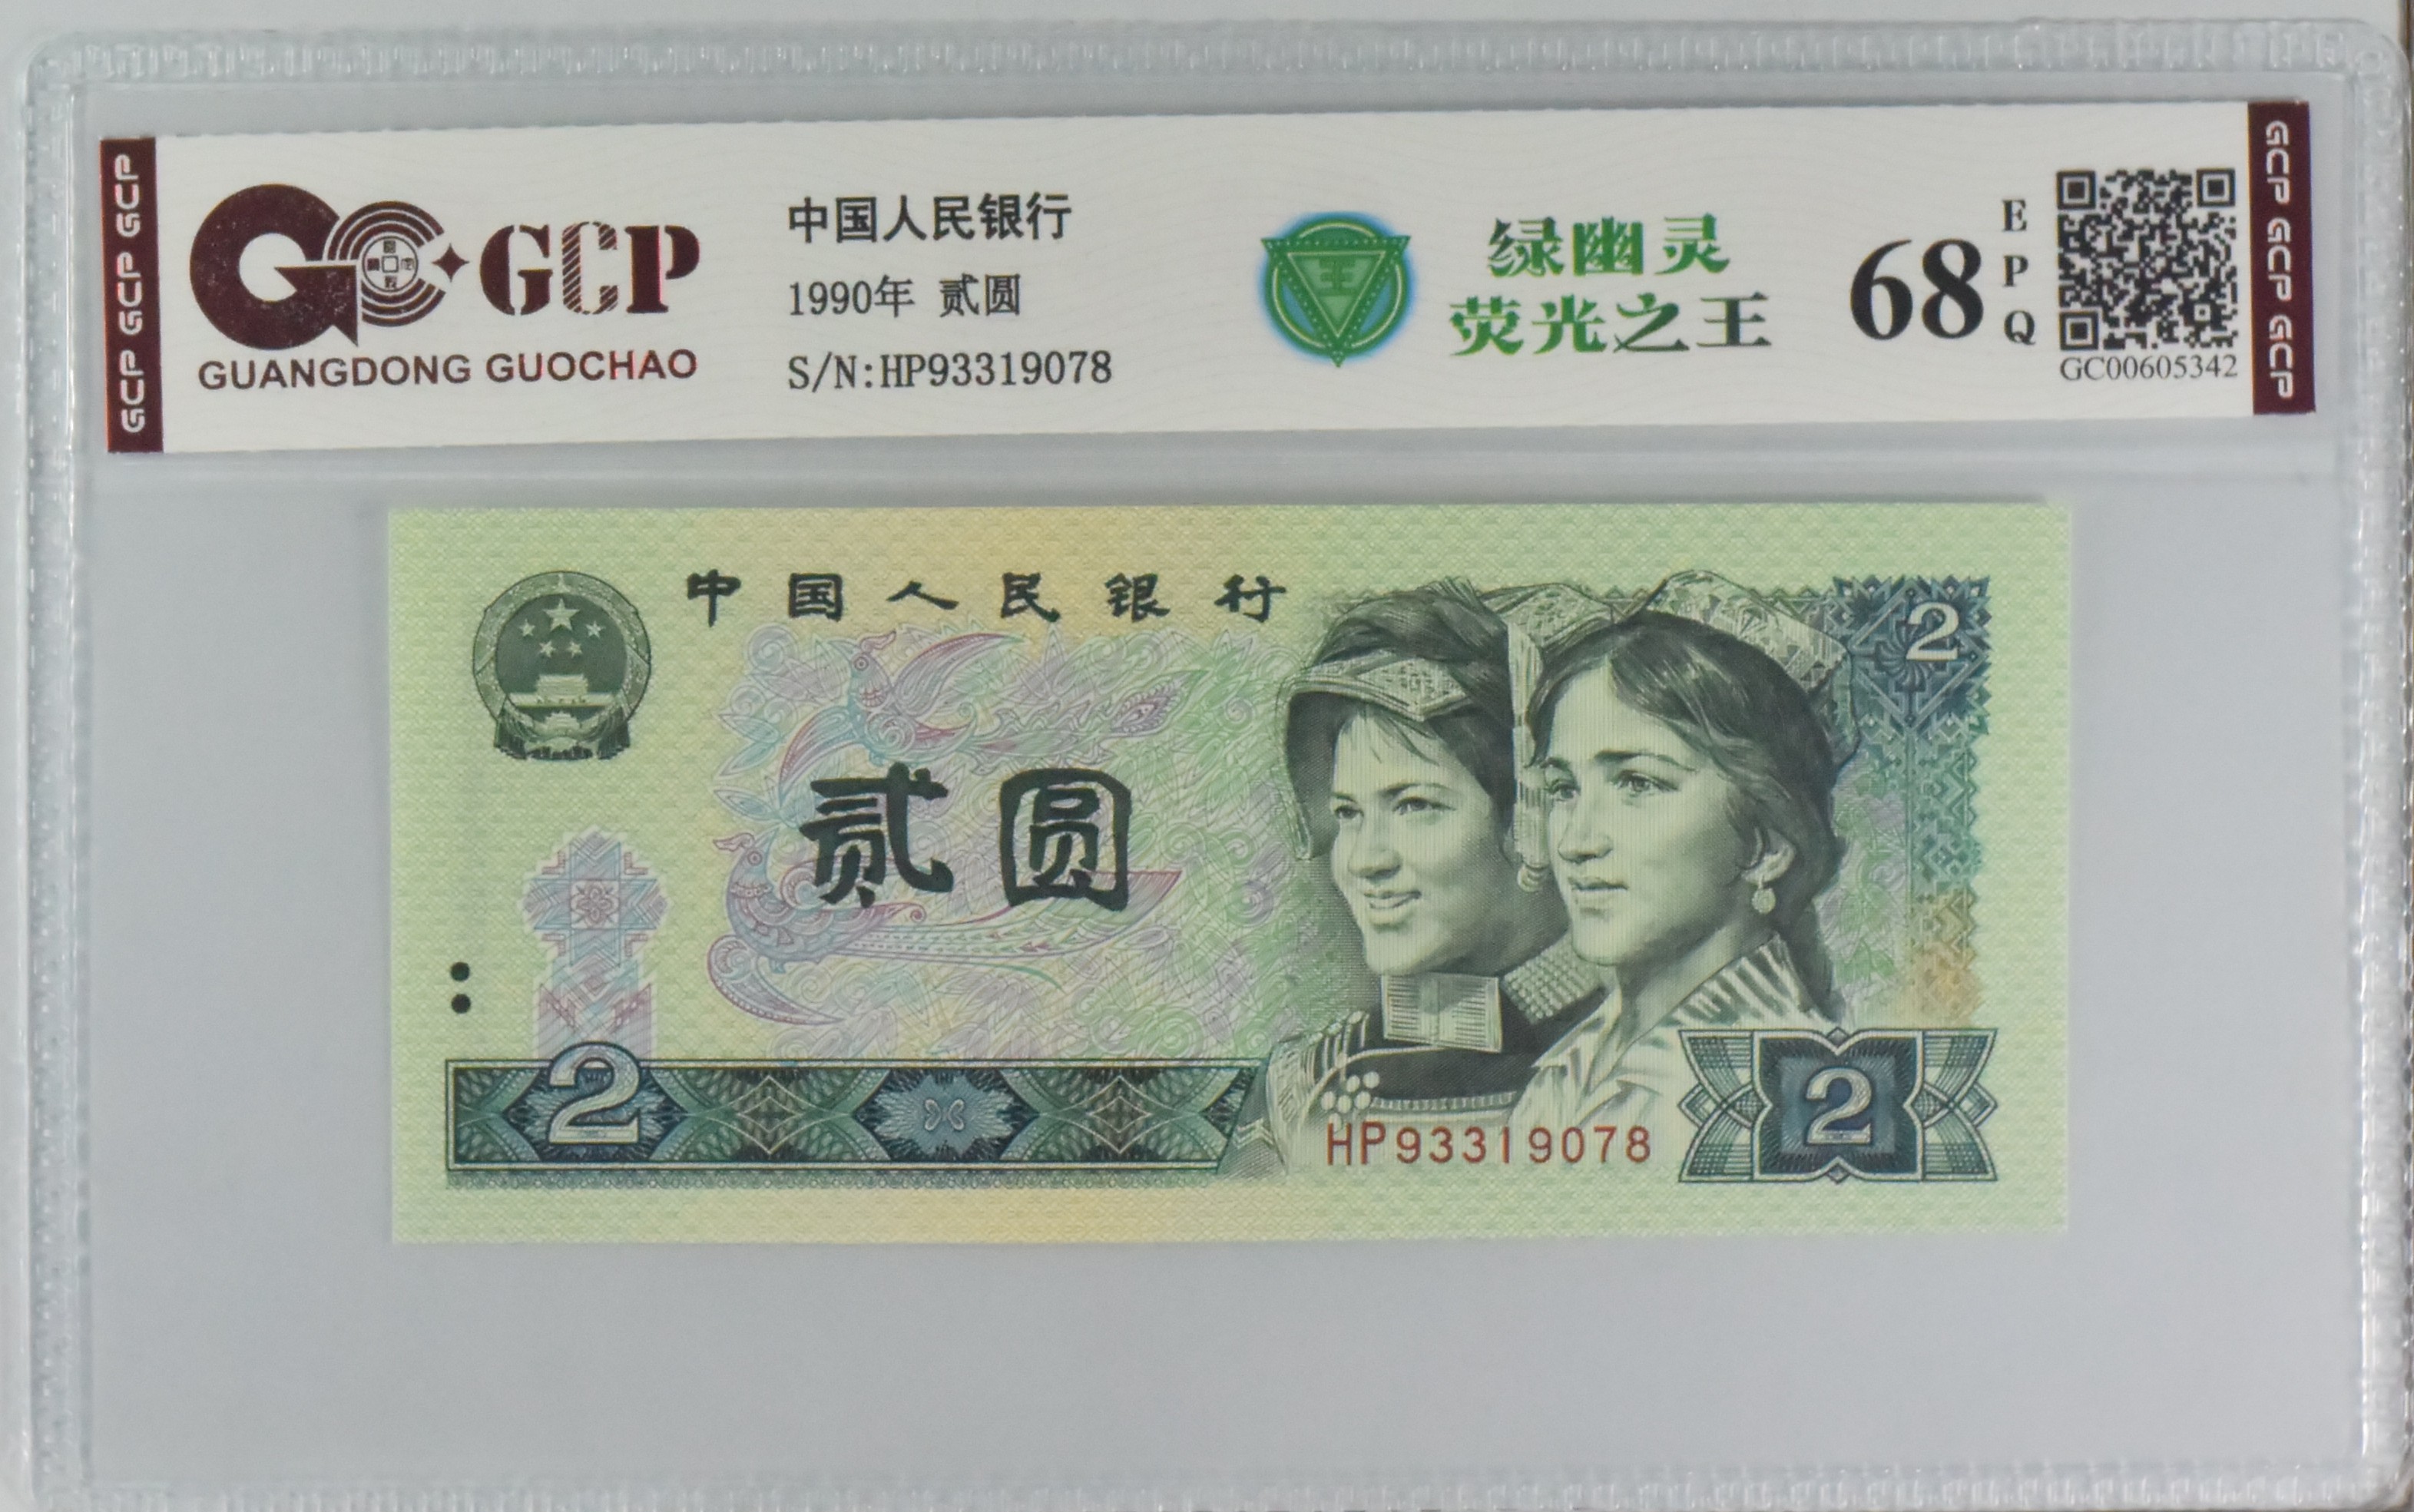 GCP GCP GCP
GCP
GUANGDONG GUOCHAO
中国人民银行
1990年 贰圆
S/N:HP93319078
王
绿幽灵
荧光之王
68
EPQ
GC00605342
GCP GCP GCP
中国人民银行
2
贰圆
2
HP93319078
2